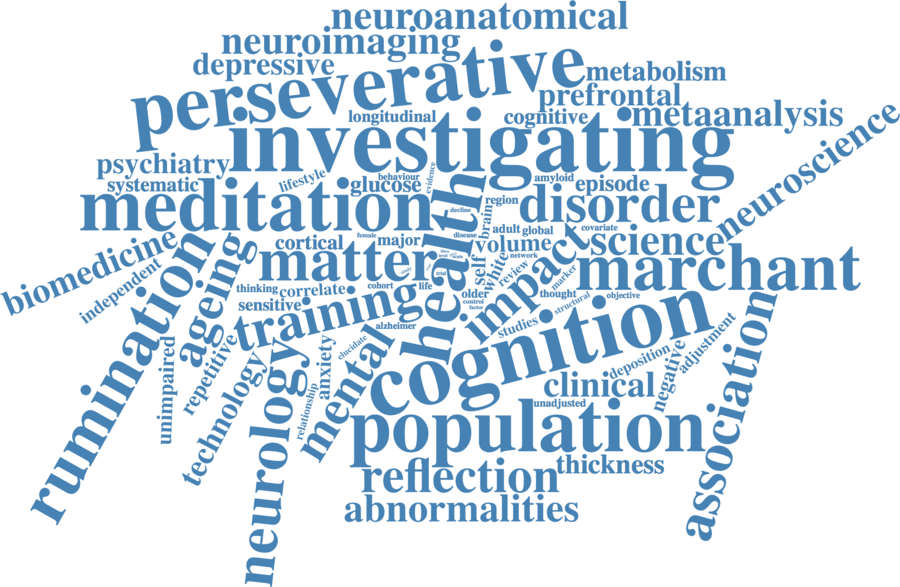 neuroanatomical
neuroimaging
depressive
perseverative
metabolism
prefrontal
metaanalysis
longitudinal
cognitive
investigating
neuroscience
psychiatry
systematic
lifestyle
behaviour
glucose
evidence
amyloid
episode
meditation
health
decline
brain
region
disorder
biomedicine
independent
rumination
ageing
cortical
female
major
disease
adult
global
covariate
volume
science
matter
self
white
network
review
impact
marker
marchant
thinking
correlate
cohort
life
trial
older
thought
structural
objective
sensitive
training
control
factor
studies
alzheimer
cognition
unimpaired
repetitive
technology
neurology
anxiety
elucidate
relationship
mental
deposition
negative
adjustment
association
clinical
unadjusted
population
reflection
thickness
abnormalities